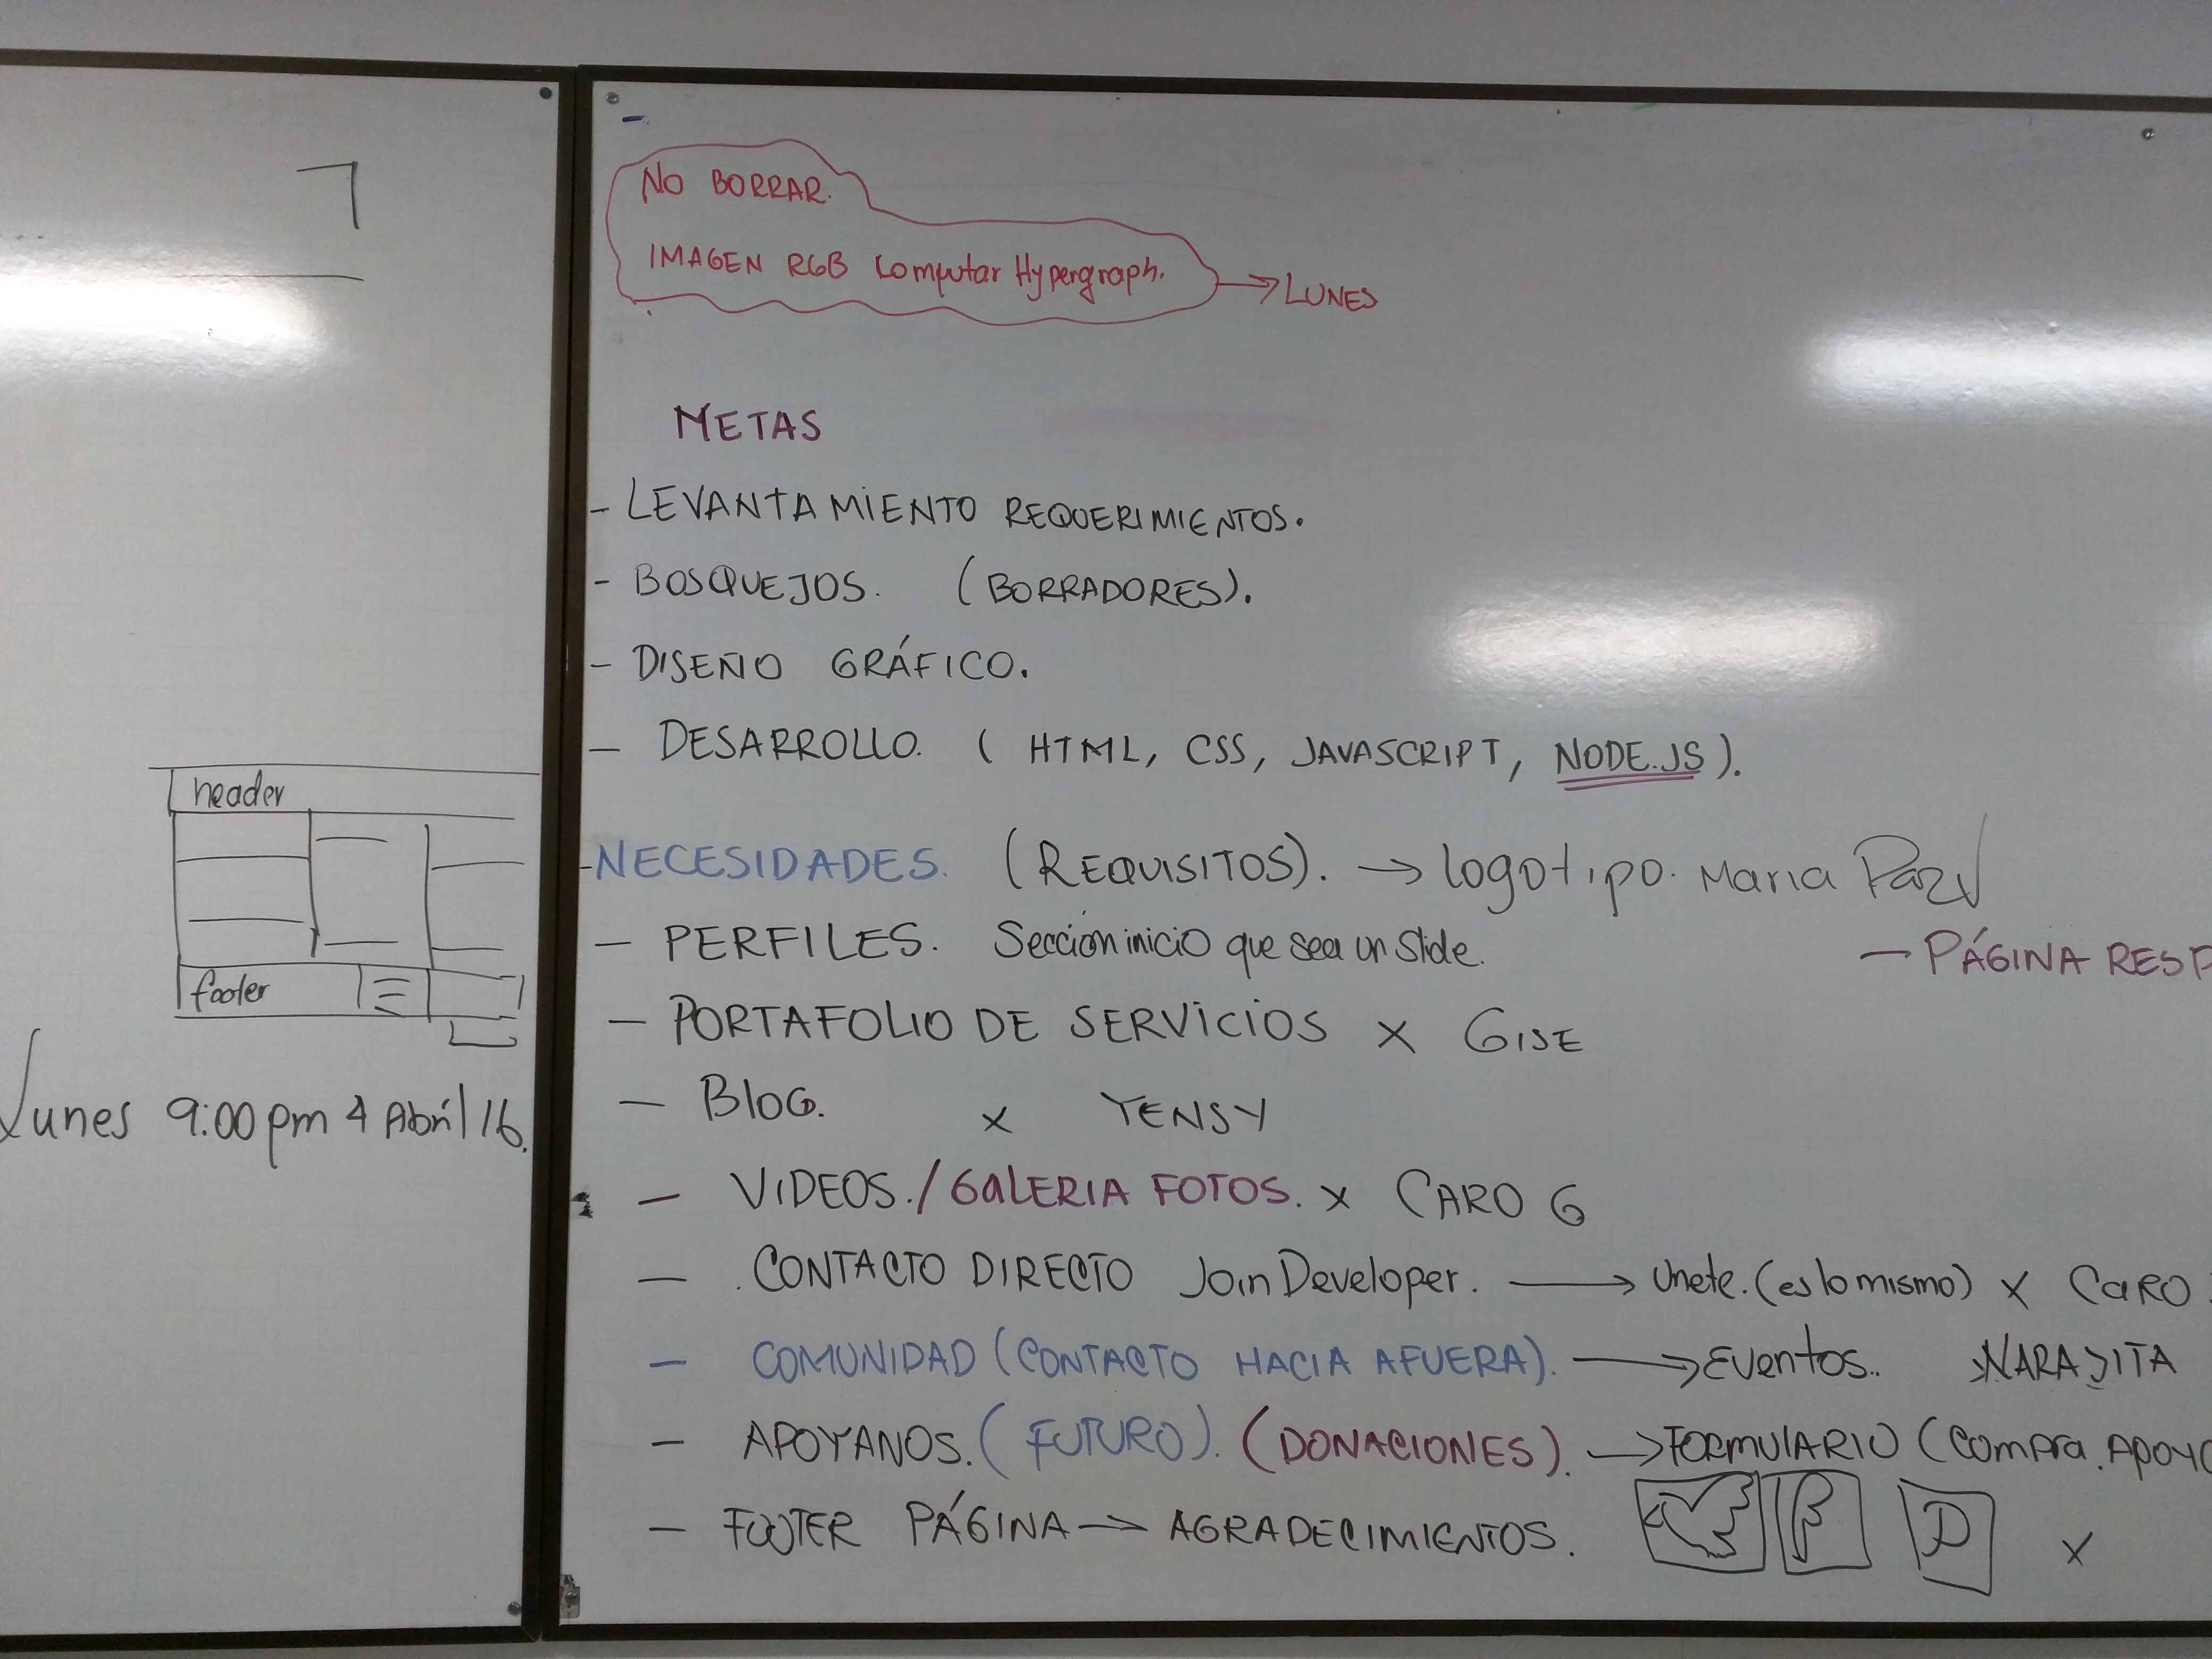 header
footer
Lunes 9:00 pm 4 Abril 16.
NO BORRAR.
IMAGEN RGB Computar Hypergraph. → LUNES
METAS
- LEVANTAMIENTO REQUERIMIENTOS.
- BOSQUEJOS. (BORRADORES).
- DISEÑO GRÁFICO.
- DESARROLLO. ( HTML, CSS, JAVASCRIPT, NODE.JS ).
- NECESIDADES. (REQUISITOS). → logotipo. Maria Paz
- PERFILES. Sección inicio que sea un Slide.
- PÁGINA RESP
- PORTAFOLIO DE SERVICIOS x GISE
- BLOG. x YENSY
- VIDEOS. / GALERIA FOTOS. x CARO G
- CONTACTO DIRECTO Join Developer. → Unete. (es lo mismo) x CARO
- COMUNIDAD (CONTACTO HACIA AFUERA). → Eventos..
- APOYANOS. (FUTURO). (DONACIONES). → FORMULARIO (Compra. Apoyo
- FOOTER PÁGINA → AGRADECIMIENTOS. x